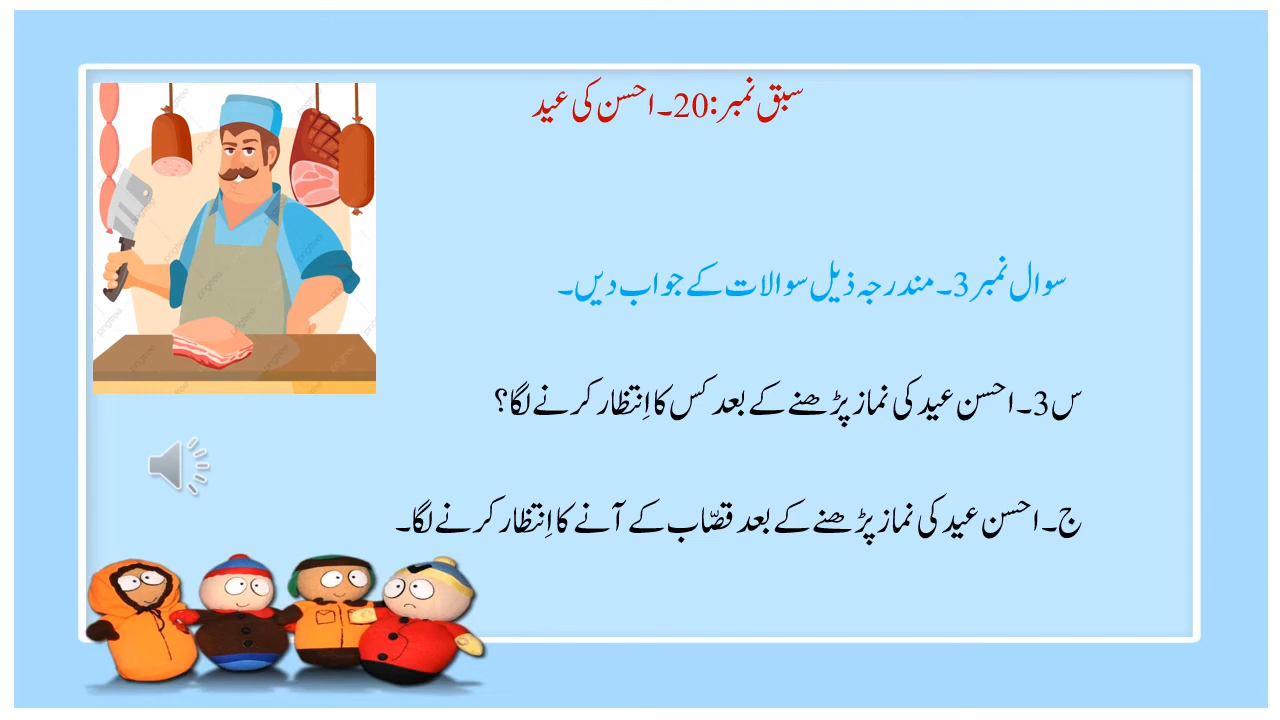 سبق نمبر:20۔احسن کی عید
سوال نمبر3۔مندرجہ ذیل سوالات کے جواب دیں۔
س3۔احسن عید کی نماز پڑھنے کے بعد کس کا اِنتظار کرنے لگا؟
ج۔احسن عید کی نماز پڑھنے کے بعد قصّاب کے آنے کا اِنتظار کرنے لگا۔
pngtree